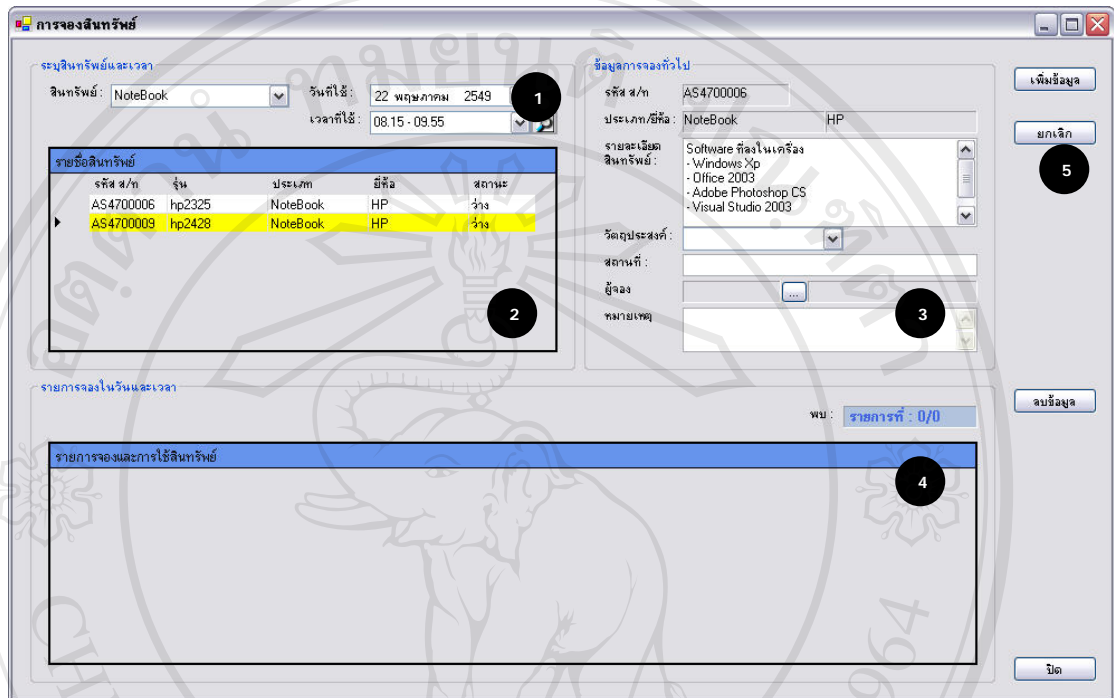 การจองสินทรัพย์
ระบุสินทรัพย์และเวลา
สินทรัพย์ : NoteBook
วันที่ใช้ : 22 พฤษภาคม 2549
1
เวลาที่ใช้ : 08.15 - 09.55
รายชื่อสินทรัพย์
รหัส ส/ท รุ่น ประเภท ยี่ห้อ สถานะ
AS4700006 hp2325 NoteBook HP ว่าง
AS4700009 hp2428 NoteBook HP ว่าง
2
ข้อมูลการจองทั่วไป
รหัส ส/ท AS4700006
ประเภท/ยี่ห้อ : NoteBook HP
รายละเอียด
สินทรัพย์ :
Software ที่ลงในเครื่อง
- Windows Xp
- Office 2003
- Adobe Photoshop CS
- Visual Studio 2003
วัตถุประสงค์ :
สถานที่ :
ผู้จอง ...
หมายเหตุ
3
เพิ่มข้อมูล
ยกเลิก
5
รายการจองในวันและเวลา
พบ : รายการที่ : 0/0
ลบข้อมูล
รายการจองและการใช้สินทรัพย์
4
ปิด